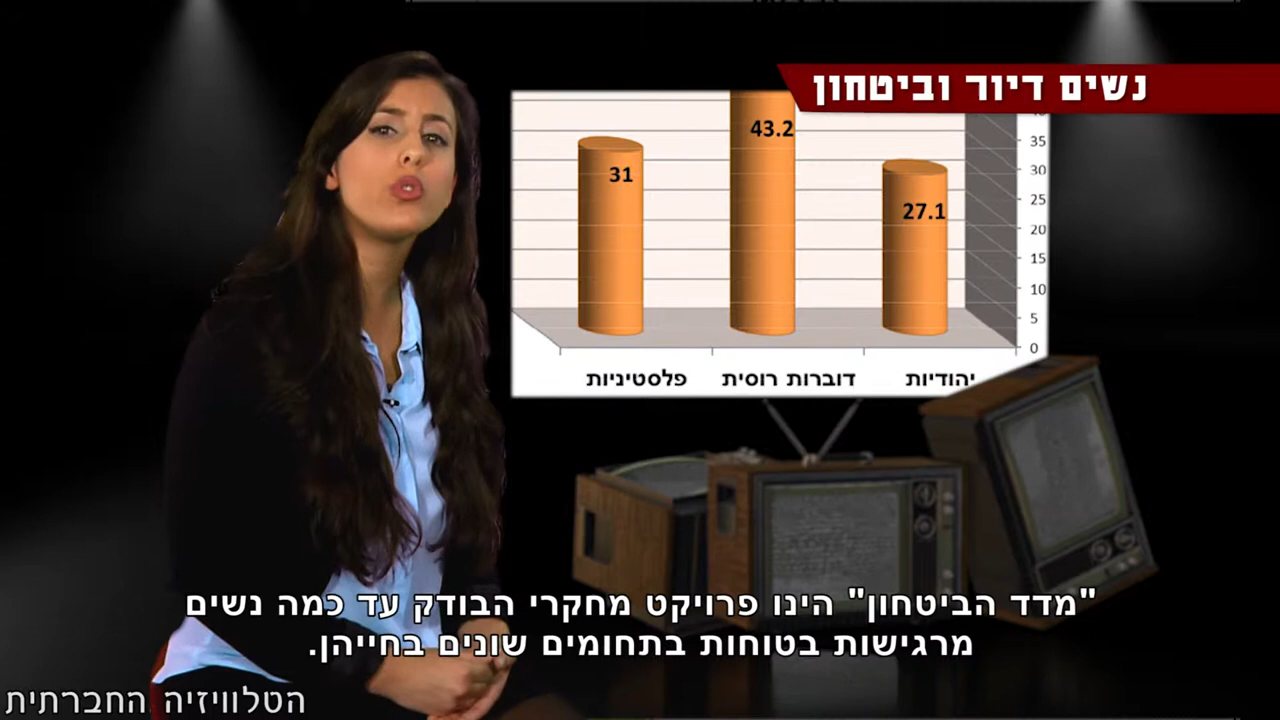 נשים דיור וביטחון
43.2
31
27.1
35
30
25
20
15
10
5
0
יהודיות
דוברות רוסית
פלסטיניות
"מדד הביטחון" הינו פרויקט מחקרי הבודק עד כמה נשים
מרגישות בטוחות בתחומים שונים בחייהן.
הטלוויזיה החברתית